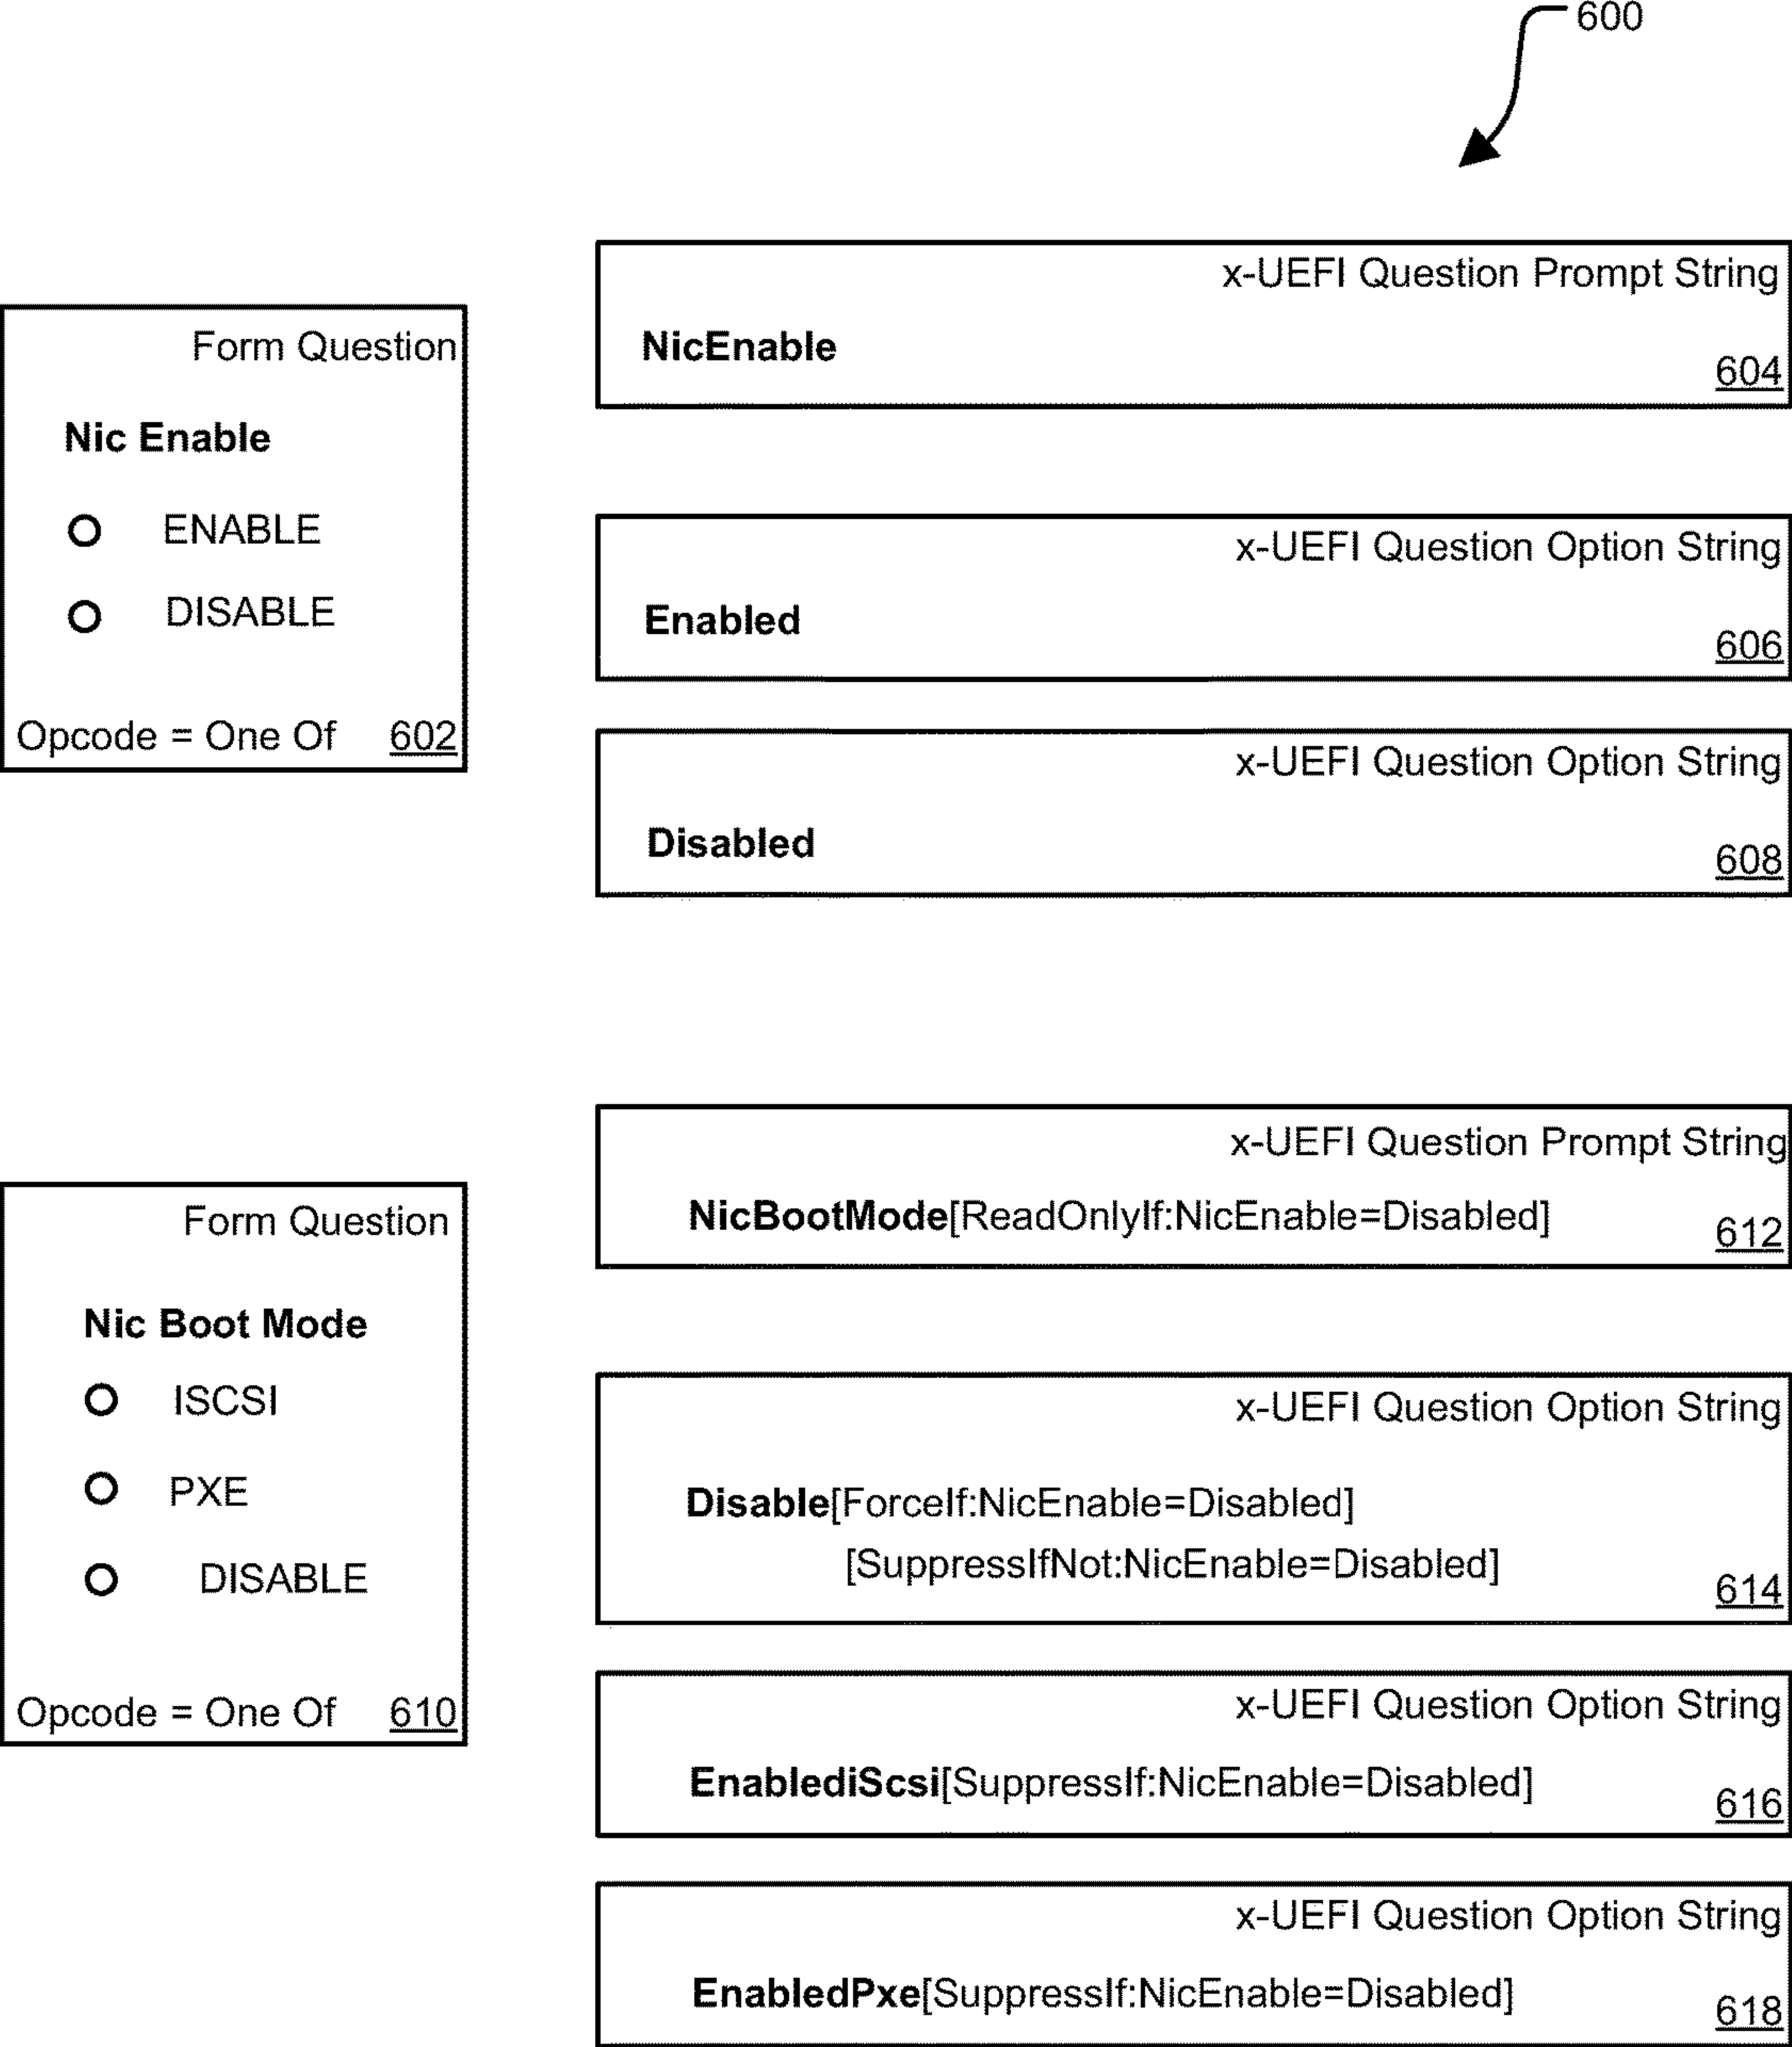 600
Form Question
Nic Enable
ENABLE
DISABLE
Opcode = One Of 602
x-UEFI Question Prompt String
NicEnable
604
x-UEFI Question Option String
Enabled
606
x-UEFI Question Option String
Disabled
608
Form Question
Nic Boot Mode
ISCSI
PXE
DISABLE
Opcode = One Of 610
x-UEFI Question Prompt String
NicBootMode[ReadOnlyIf:NicEnable=Disabled]
612
x-UEFI Question Option String
Disable[ForceIf:NicEnable=Disabled]
[SuppressIfNot:NicEnable=Disabled]
614
x-UEFI Question Option String
EnablediScsi[SuppressIf:NicEnable=Disabled]
616
x-UEFI Question Option String
EnabledPxe[SuppressIf:NicEnable=Disabled]
618